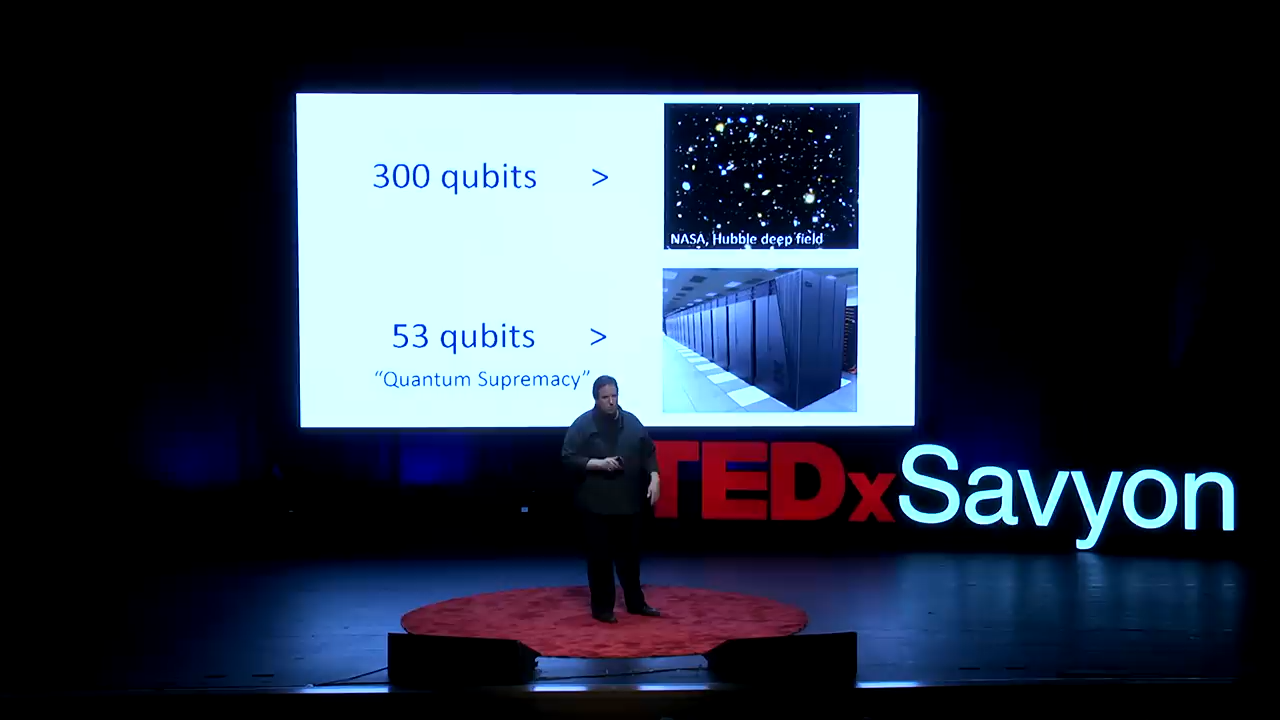 300 qubits >
NASA, Hubble deep field
53 qubits >
“Quantum Supremacy”
TEDxSavyon